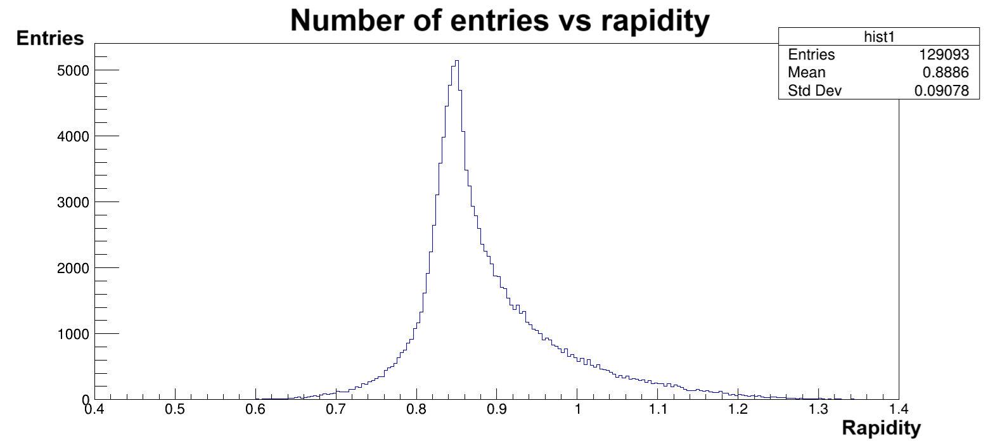 Number of entries vs rapidity
Entries
hist1
Entries 129093
Mean 0.8886
Std Dev 0.09078
5000
4000
3000
2000
1000
0
0.4 0.5 0.6 0.7 0.8 0.9 1 1.1 1.2 1.3 1.4
Rapidity